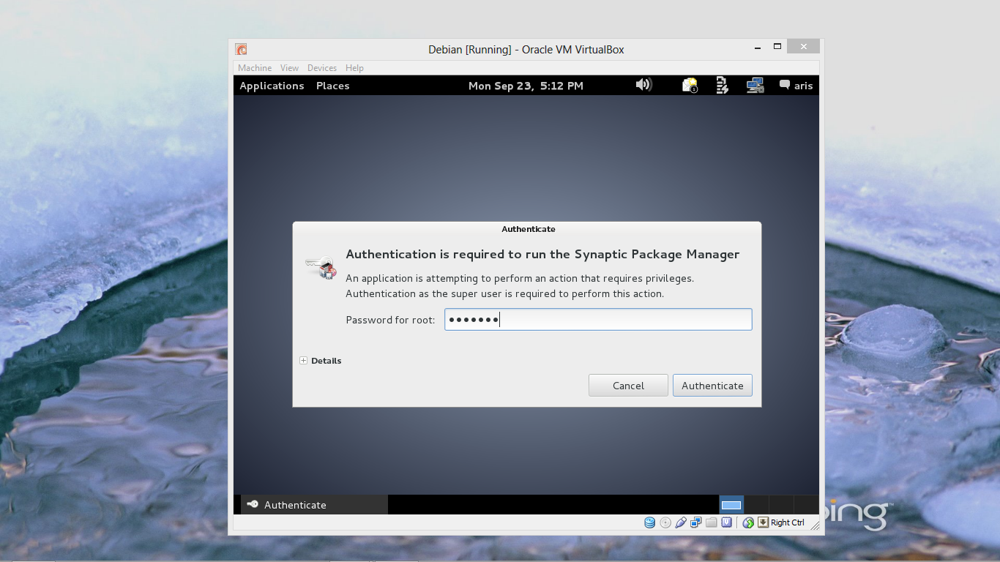 Debian [Running] - Oracle VM VirtualBox
Machine View Devices Help
Applications Places Mon Sep 23, 5:12 PM 1 aris
Authenticate
Authentication is required to run the Synaptic Package Manager
An application is attempting to perform an action that requires privileges.
Authentication as the super user is required to perform this action.
Password for root: •••••••
Details
Cancel Authenticate
Authenticate
Right Ctrl
bing™